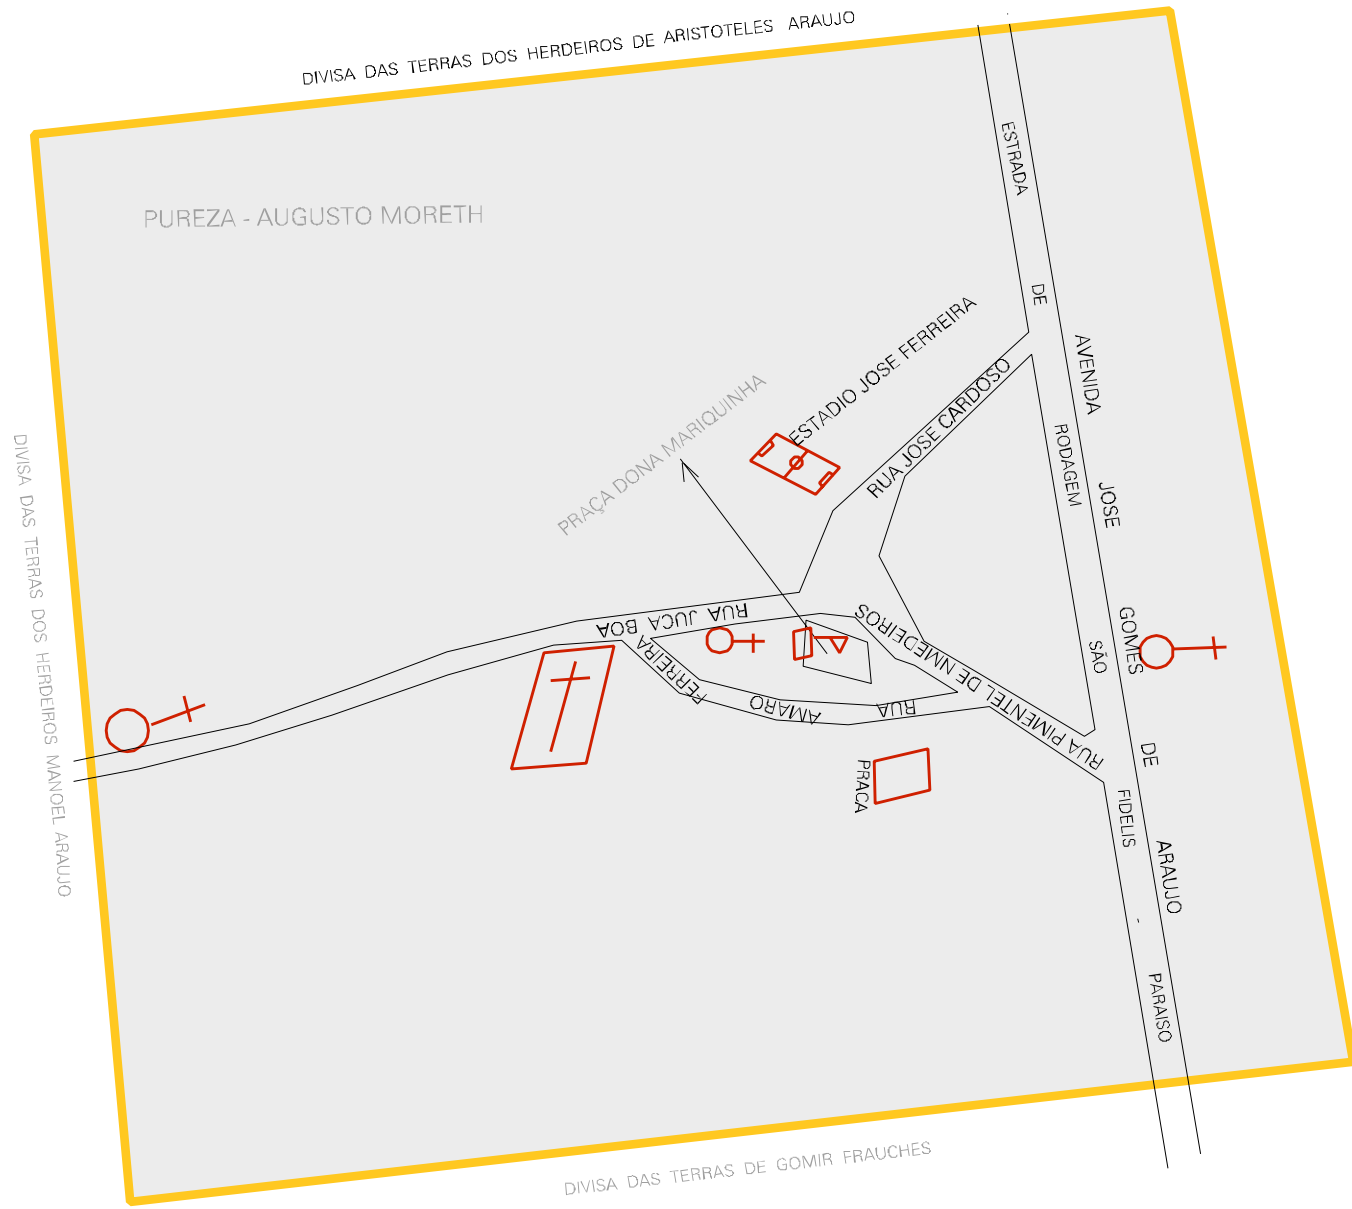 DIVISA DAS TERRAS DOS HERDEIROS DE ARISTOTELES ARAUJO
PUREZA - AUGUSTO MORETH
ESTRADA DE RODAGEM SÃO FIDELIS - PARAISO
AVENIDA JOSE GOMES DE ARAUJO
ESTADIO JOSE FERREIRA
PRAÇA DONA MARIQUINHA
RUA JOSE CARDOSO
DIVISA DAS TERRAS DOS HERDEIROS MANOEL ARAUJO
RUA JUCA BOA
RUA PIMENTEL DE NMEDEIROS
RUA AMARO FERREIRA
PRACA
DIVISA DAS TERRAS DE GOMIR FRAUCHES